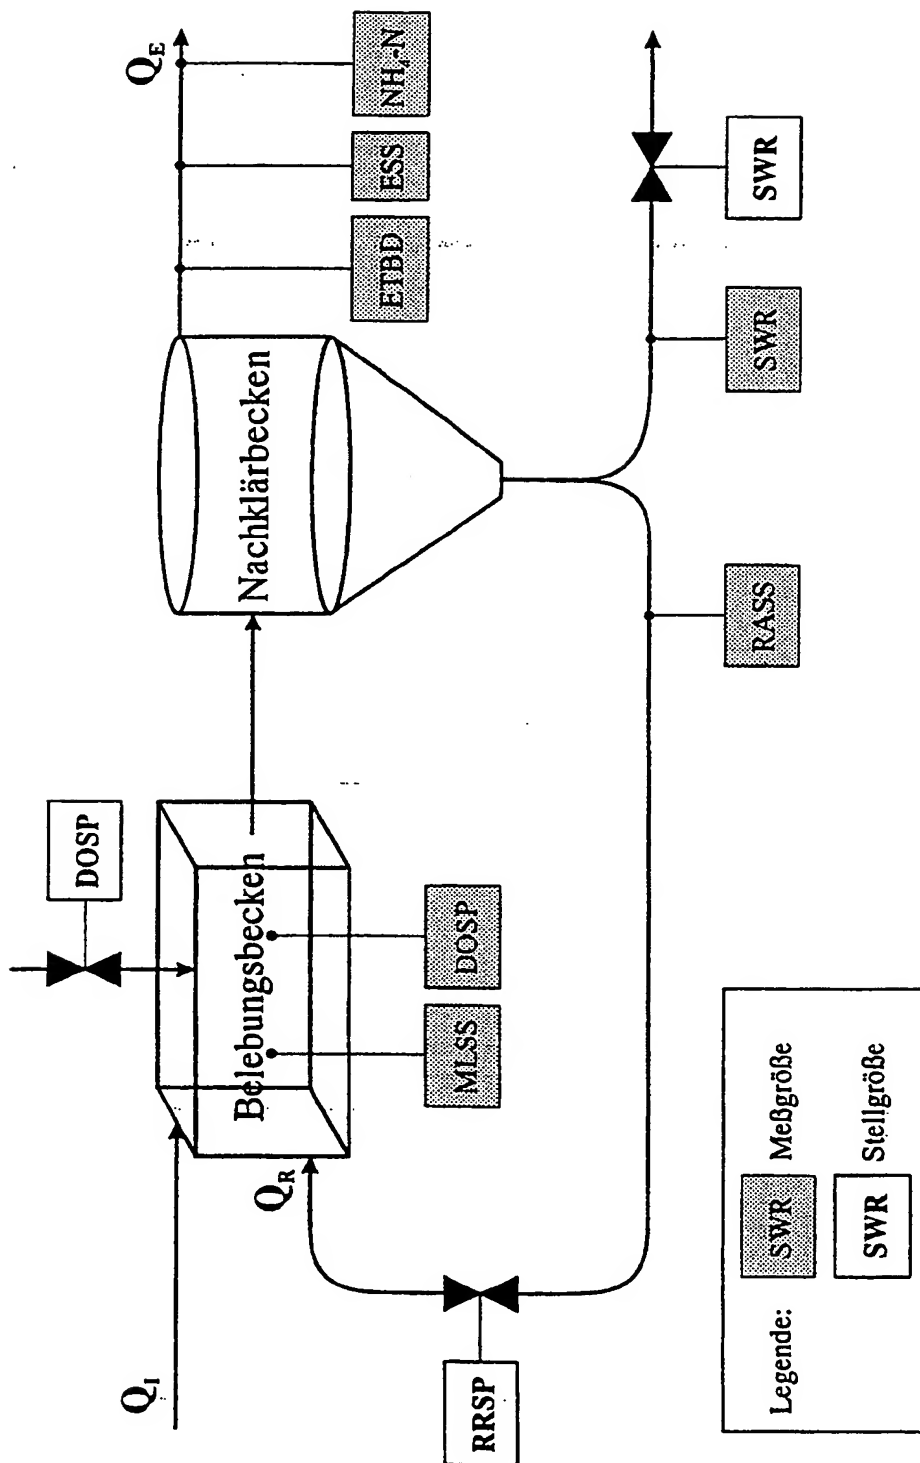 Q_I
DOSP
Belebungsbecken
Q_R
MLSS
DOSP
RRSP
Nachklärbecken
Q_E
ETBD
ESS
NH₄-N
RASS
SWR
SWR
Legende:
SWR Meßgröße
SWR Stellgröße